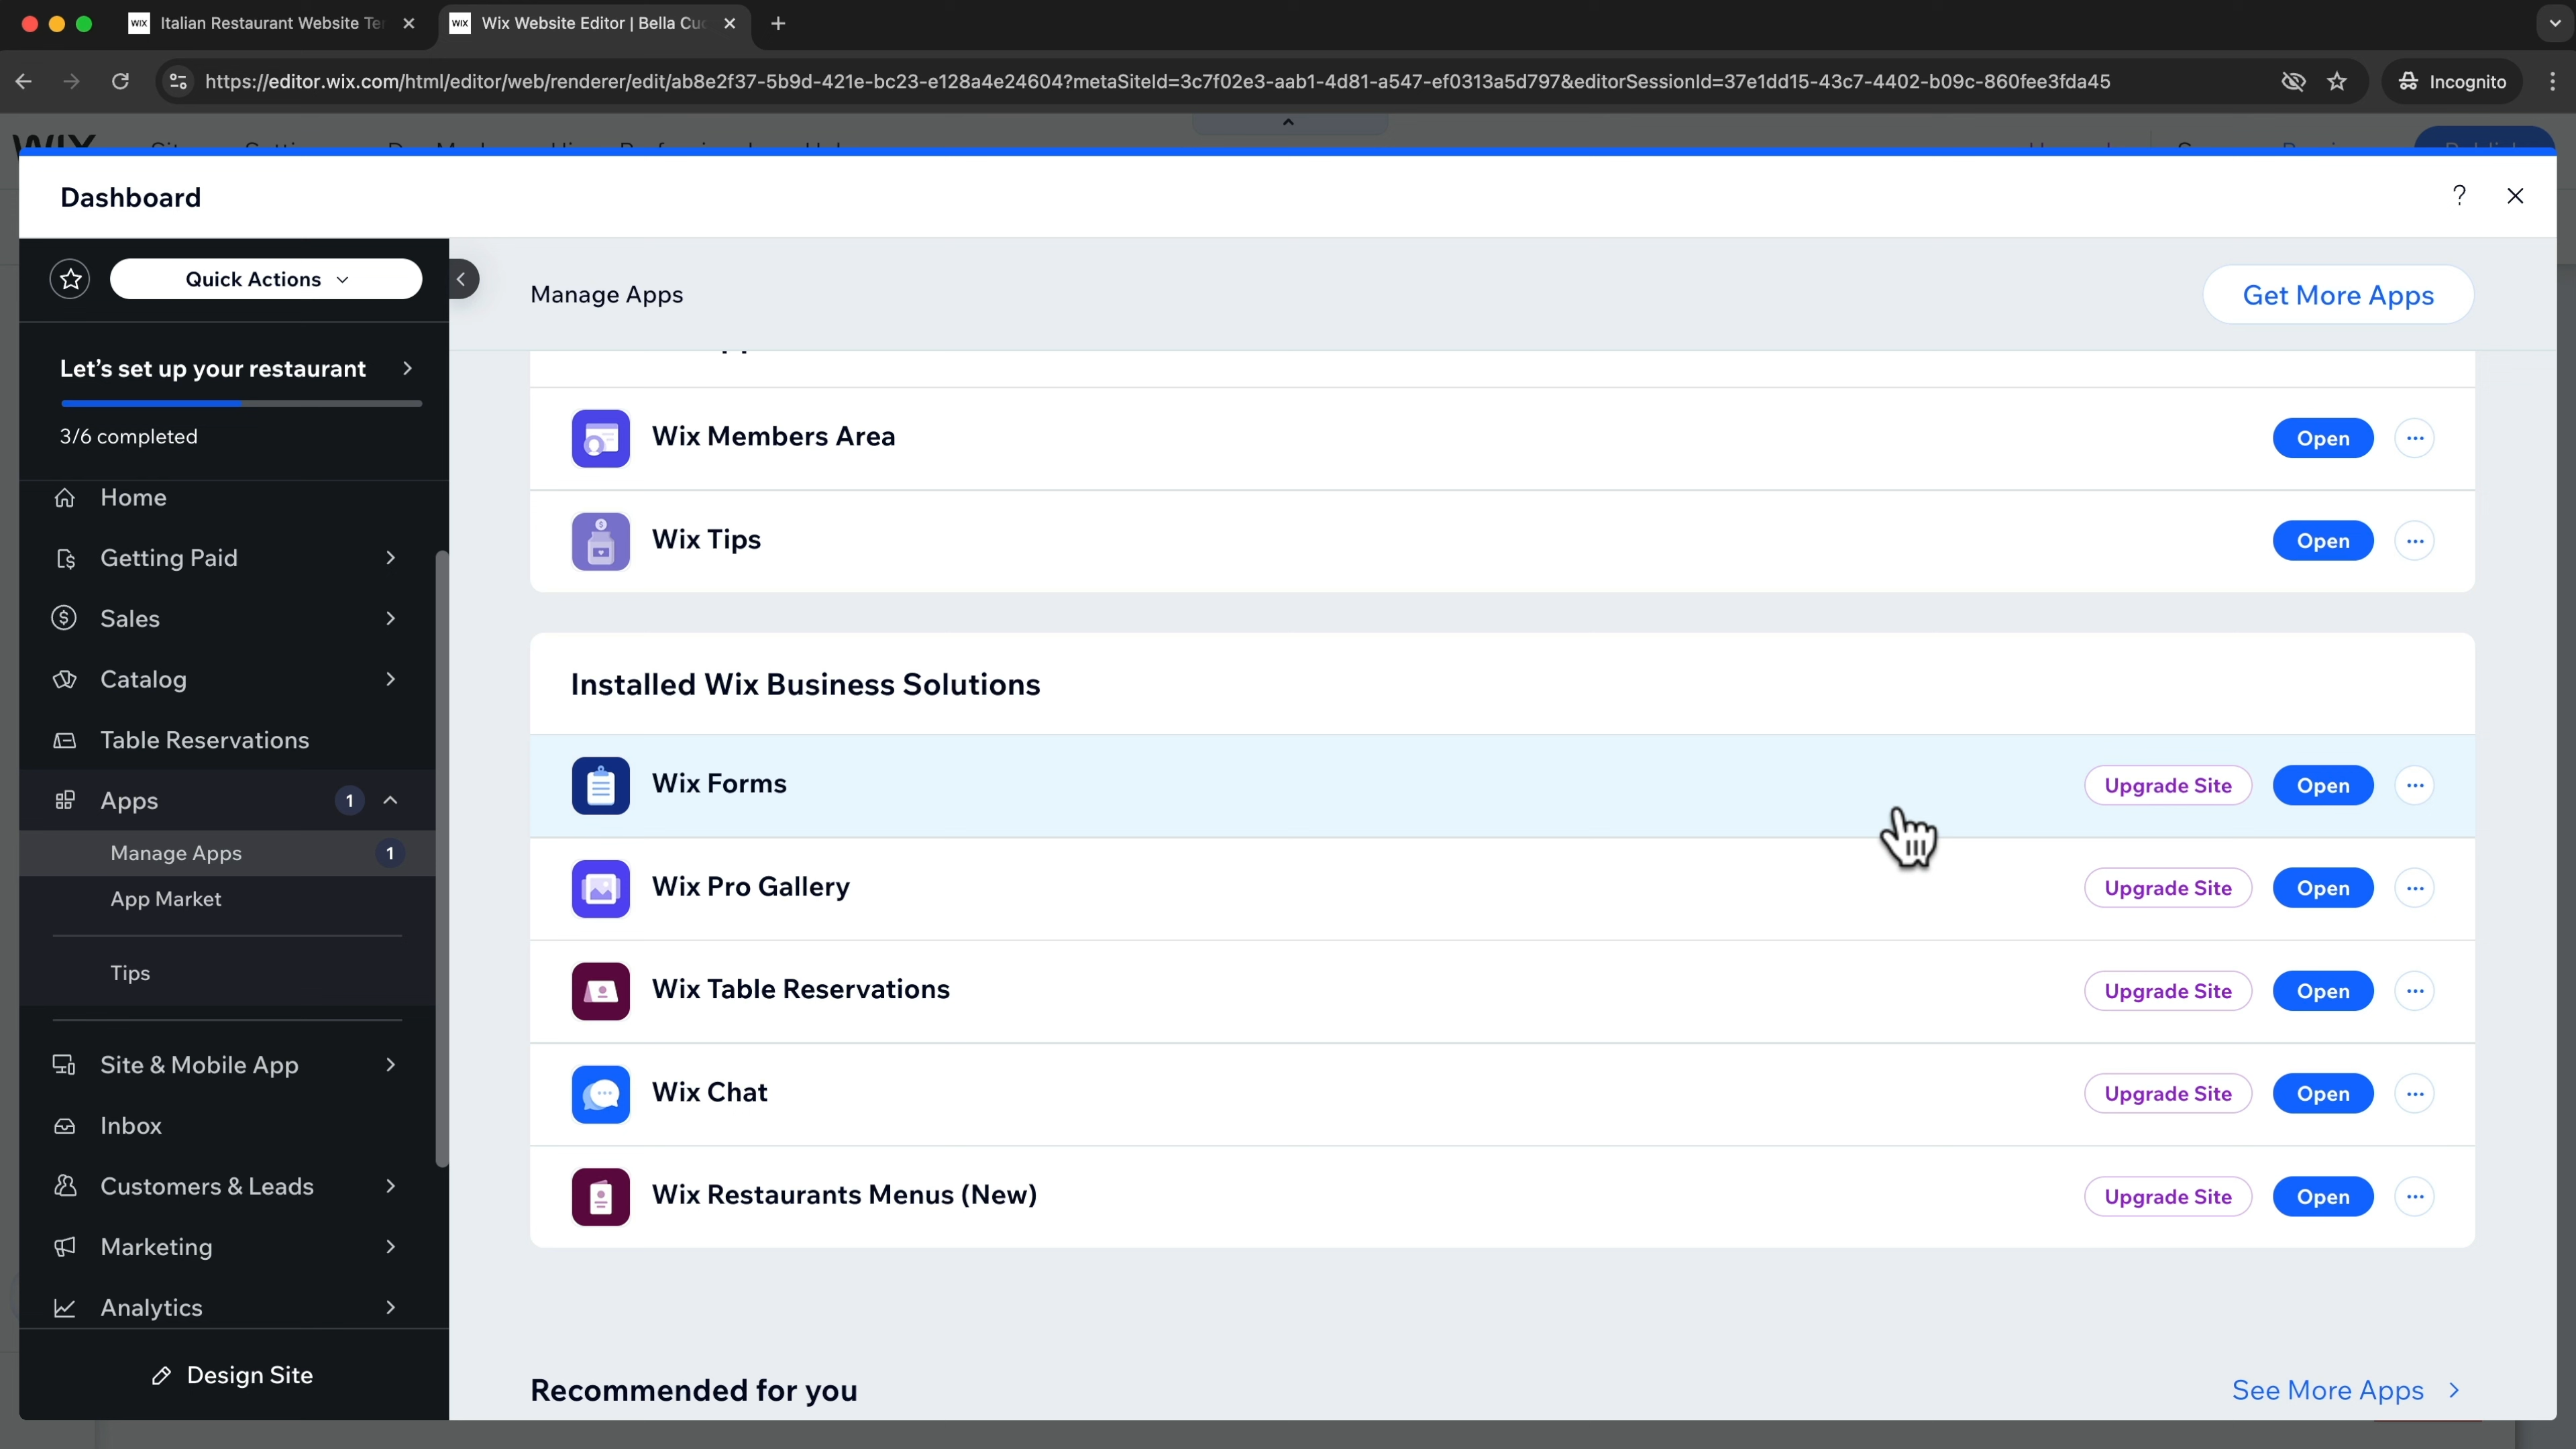 WiX Italian Restaurant Website Ter
WiX Wix Website Editor | Bella Cuc
https://editor.wix.com/html/editor/web/renderer/edit/ab8e2f37-5b9d-421e-bc23-e128a4e24604?metaSiteId=3c7f02e3-aab1-4d81-a547-ef0313a5d797&editorSessionId=37e1dd15-43c7-4402-b09c-860fee3fda45
Incognito
Dashboard
?
Quick Actions
Manage Apps
Get More Apps
Let's set up your restaurant
3/6 completed
Home
Getting Paid
Sales
Catalog
Table Reservations
Apps 1
Manage Apps 1
App Market
Tips
Site & Mobile App
Inbox
Customers & Leads
Marketing
Analytics
Design Site
Wix Members Area Open
Wix Tips Open
Installed Wix Business Solutions
Wix Forms Upgrade Site Open
Wix Pro Gallery Upgrade Site Open
Wix Table Reservations Upgrade Site Open
Wix Chat Upgrade Site Open
Wix Restaurants Menus (New) Upgrade Site Open
Recommended for you
See More Apps